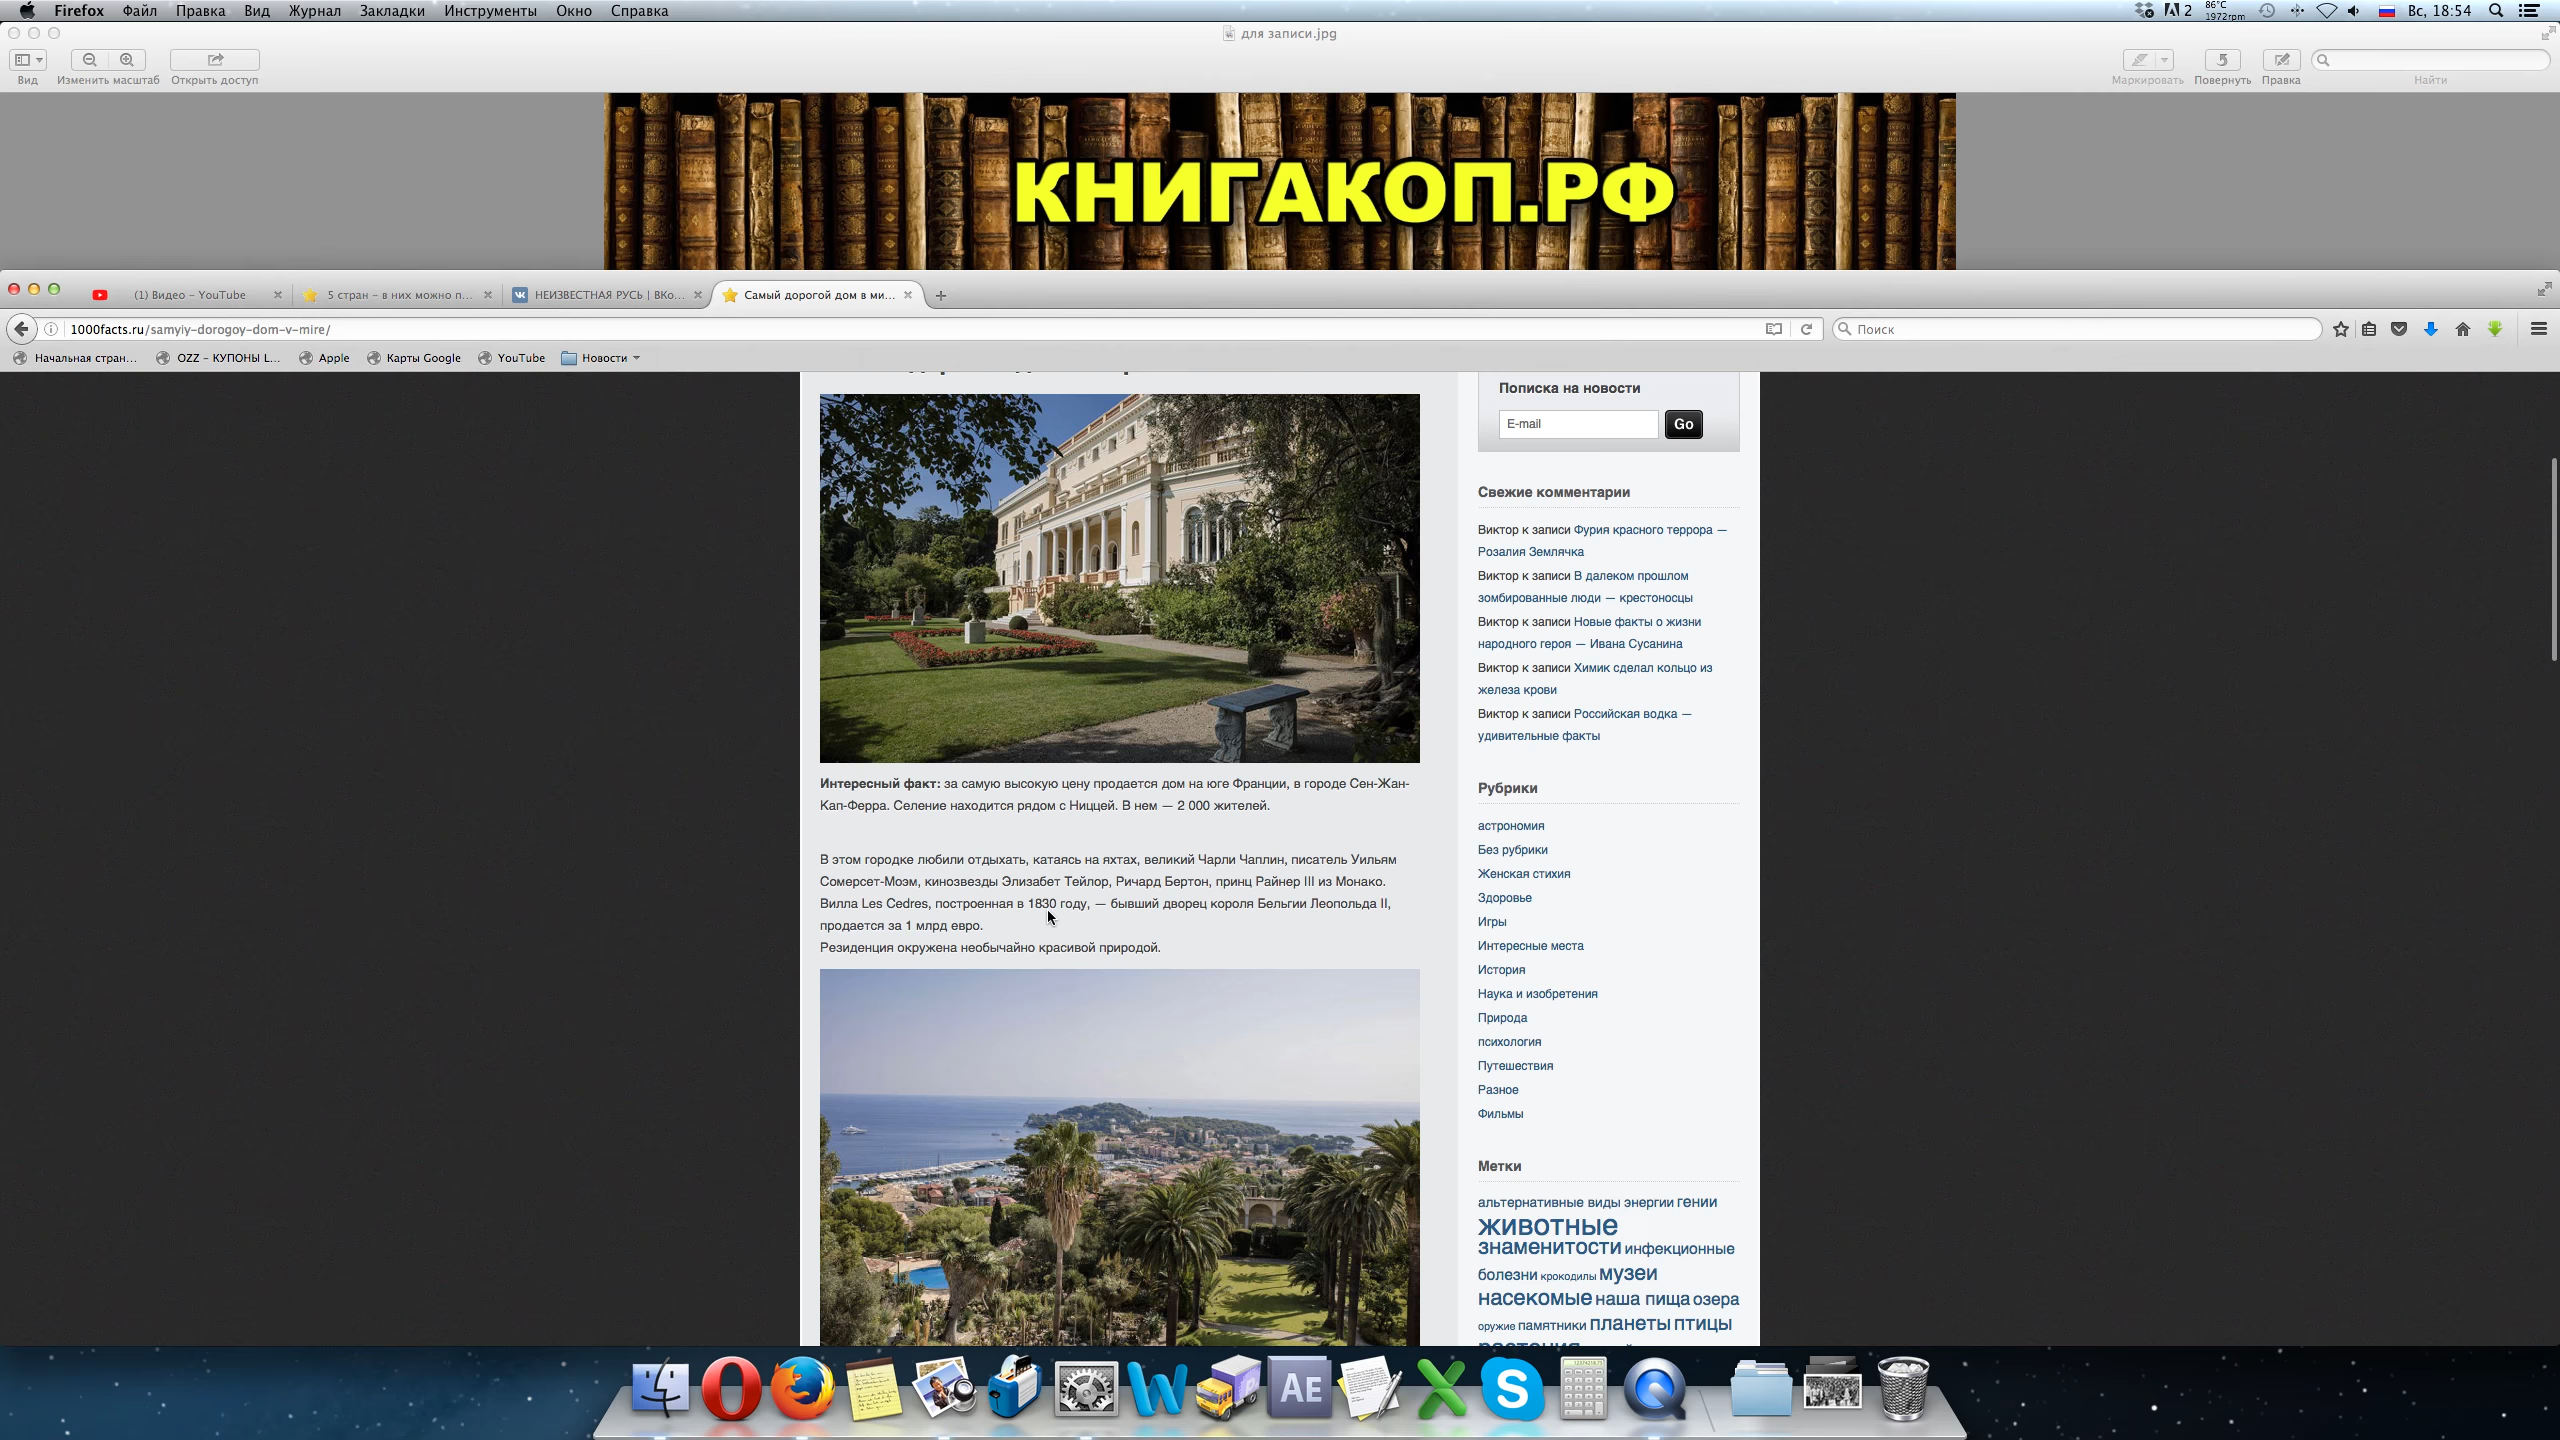 Firefox Файл Правка Вид Журнал Закладки Инструменты Окно Справка
2 86°C 1972rpm Вс, 18:54
для записи.jpg
Вид Изменить масштаб Открыть доступ Маркировать Повернуть Правка Найти
КНИГАКОП.РФ
(1) Видео – YouTube 5 стран – в них можно п... НЕИЗВЕСТНАЯ РУСЬ | ВКо... Самый дорогой дом в ми...
1000facts.ru/samyiy-dorogoy-dom-v-mire/ Поиск
Начальная стран... OZZ – КУПОНЫ L... Apple Карты Google YouTube Новости
Интересный факт: за самую высокую цену продается дом на юге Франции, в городе Сен-Жан-
Кап-Ферра. Селение находится рядом с Ниццей. В нем — 2 000 жителей.
В этом городке любили отдыхать, катаясь на яхтах, великий Чарли Чаплин, писатель Уильям
Сомерсет-Моэм, кинозвезды Элизабет Тейлор, Ричард Бертон, принц Райнер III из Монако.
Вилла Les Cedres, построенная в 1830 году, — бывший дворец короля Бельгии Леопольда II,
продается за 1 млрд евро.
Резиденция окружена необычайно красивой природой.
Пописка на новости
E-mail Go
Свежие комментарии
Виктор к записи Фурия красного террора —
Розалия Землячка
Виктор к записи В далеком прошлом
зомбированные люди — крестоносцы
Виктор к записи Новые факты о жизни
народного героя — Ивана Сусанина
Виктор к записи Химик сделал кольцо из
железа крови
Виктор к записи Российская водка —
удивительные факты
Рубрики
астрономия
Без рубрики
Женская стихия
Здоровье
Игры
Интересные места
История
Наука и изобретения
Природа
психология
Путешествия
Разное
Фильмы
Метки
альтернативные виды энергии гении
животные
знаменитости инфекционные
болезни крокодилы музеи
насекомые наша пища озера
оружие памятники планеты птицы
AE